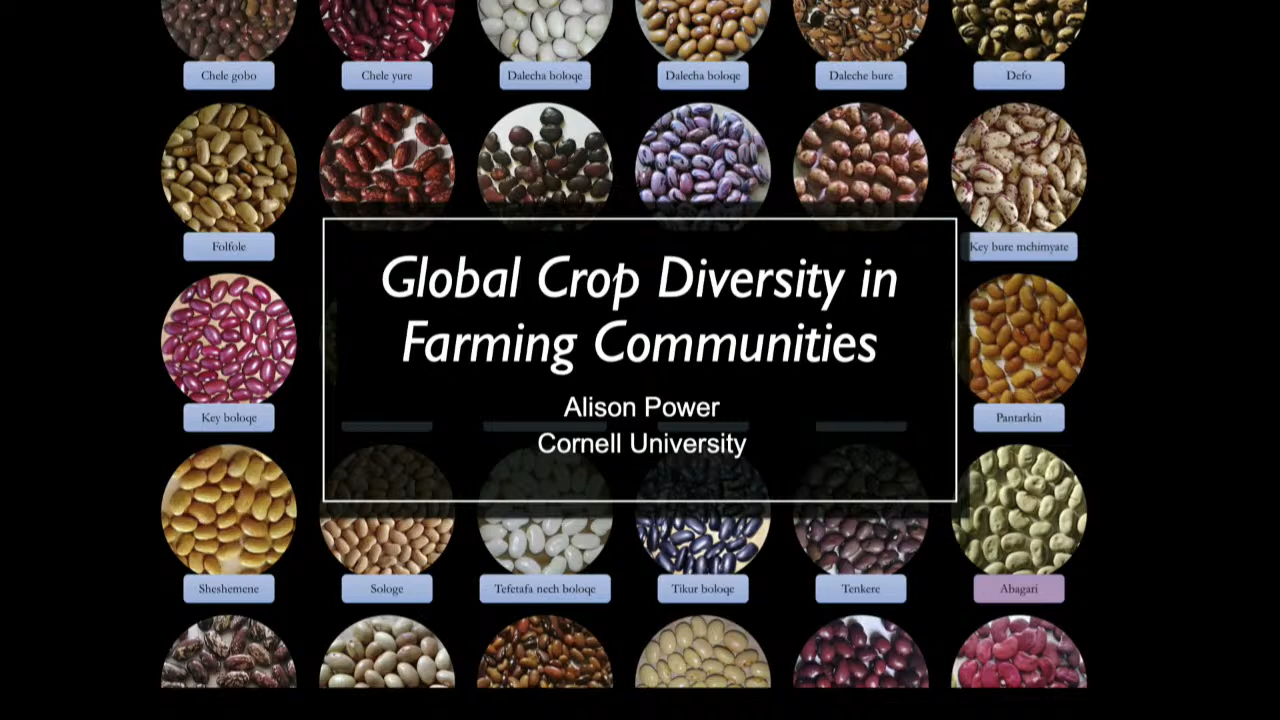 Chele gobo
Chele yure
Dalecha boloqe
Dalecha boloqe
Daleche bure
Defo
Folfole
Key bure mchimyate
Global Crop Diversity in
Farming Communities
Key boloqe
Pantarkin
Alison Power
Cornell University
Sheshemene
Sologe
Tefetafa nech boloqe
Tikur boloqe
Tenkere
Abagari